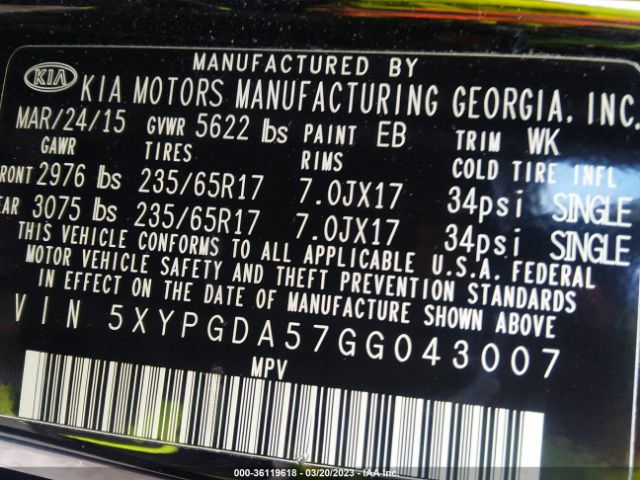 MANUFACTURED BY
KIA KIA MOTORS MANUFACTURING GEORGIA, INC.
MAR/24/15 GVWR 5622 lbs PAINT EB TRIM WK
GAWR TIRES RIMS COLD TIRE INFL
RONT 2976 lbs 235/65R17 7.0JX17 34psi SINGLE
EAR 3075 lbs 235/65R17 7.0JX17 34psi SINGLE
THIS VEHICLE CONFORMS TO ALL APPLICABLE U.S.A. FEDERAL
MOTOR VEHICLE SAFETY AND THEFT PREVENTION STANDARDS
IN EFFECT ON THE DATE OF MANUFACTURE SHOWN ABOVE
VIN 5XYPGDA57GG043007
MPV
000-36119618 - 03/20/2023 - IAA Inc.